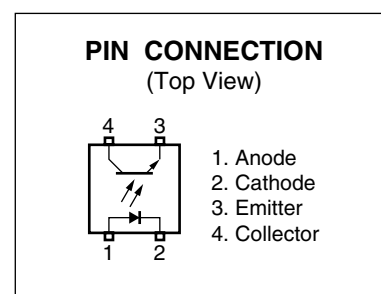 PIN CONNECTION
(Top View)
4 3
1 2
1. Anode
2. Cathode
3. Emitter
4. Collector